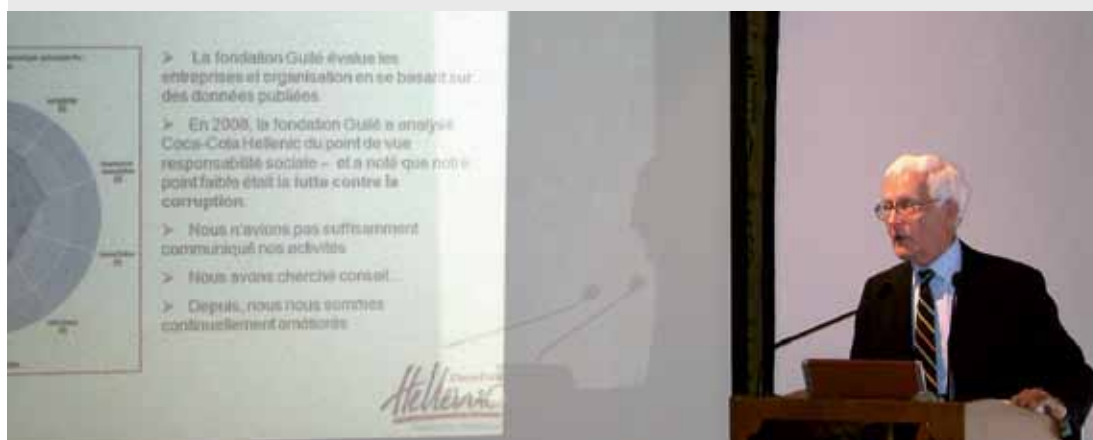 ➢ La fondation Guilé évalue les
entreprises et organisation en se basant sur
des données publiées.
➢ En 2008, la fondation Guilé a analysé
Coca-Cola Hellenic du point de vue
responsabilité sociale – et a noté que notre
point faible était la lutte contre la
corruption.
➢ Nous n'avions pas suffisamment
communiqué nos activités
➢ Nous avons cherché conseil...
➢ Depuis, nous nous sommes
continuellement améliorés
Hellenic